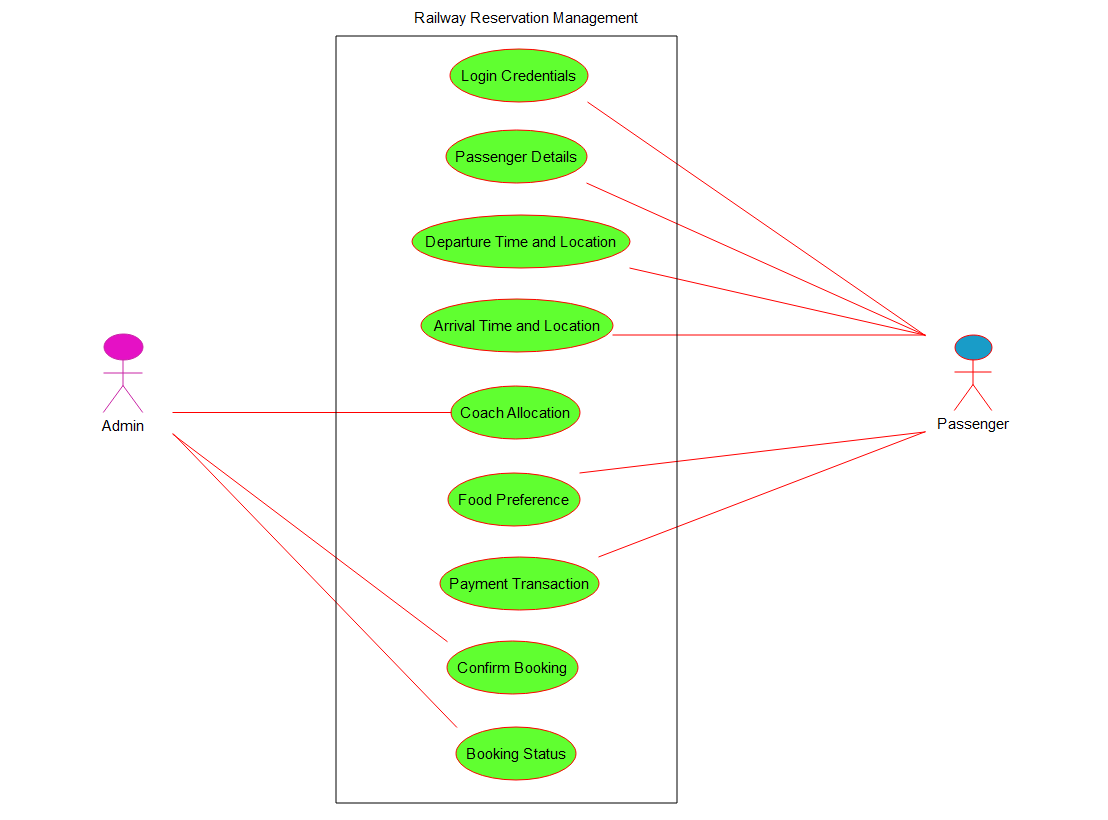 Railway Reservation Management
Login Credentials
Passenger Details
Departure Time and Location
Arrival Time and Location
Coach Allocation
Admin
Passenger
Food Preference
Payment Transaction
Confirm Booking
Booking Status